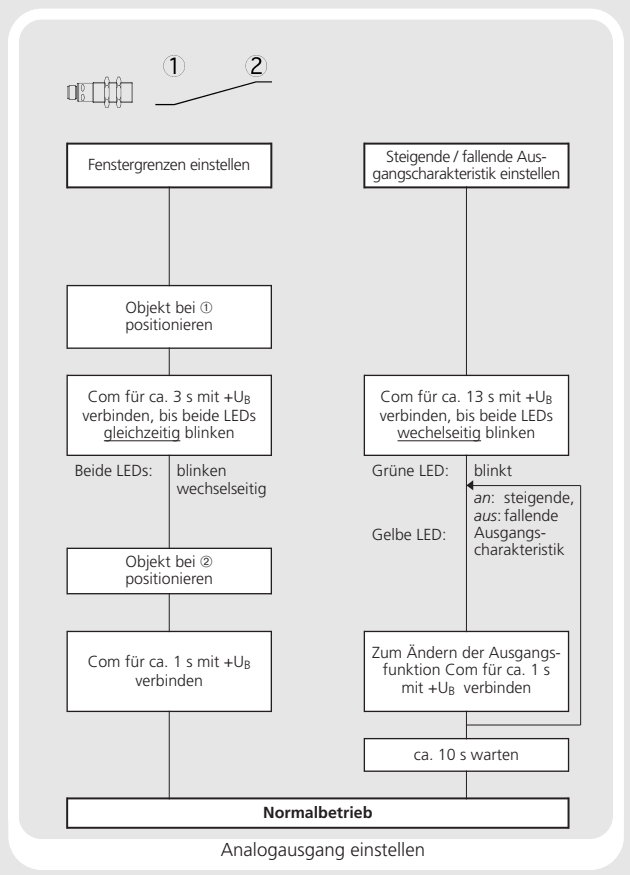 ① ②
Fenstergrenzen einstellen
Objekt bei ①
positionieren
Com für ca. 3 s mit +UB
verbinden, bis beide LEDs
gleichzeitig blinken
Beide LEDs: blinken
wechselseitig
Objekt bei ②
positionieren
Com für ca. 1 s mit +UB
verbinden
Steigende / fallende Aus-
gangscharakteristik einstellen
Com für ca. 13 s mit +UB
verbinden, bis beide LEDs
wechelseitig blinken
Grüne LED: blinkt
an: steigende,
aus: fallende
Gelbe LED: Ausgangs-
charakteristik
Zum Ändern der Ausgangs-
funktion Com für ca. 1 s
mit +UB verbinden
ca. 10 s warten
Normalbetrieb
Analogausgang einstellen